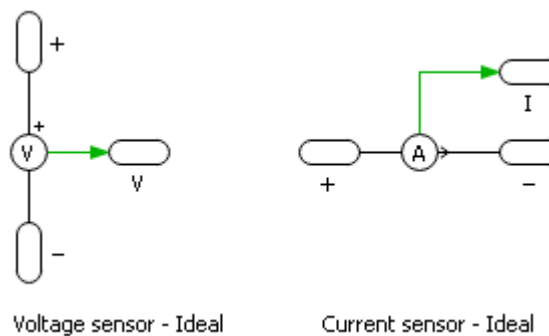 +
+
V
V
-
I
A
+
-
Voltage sensor - Ideal
Current sensor - Ideal